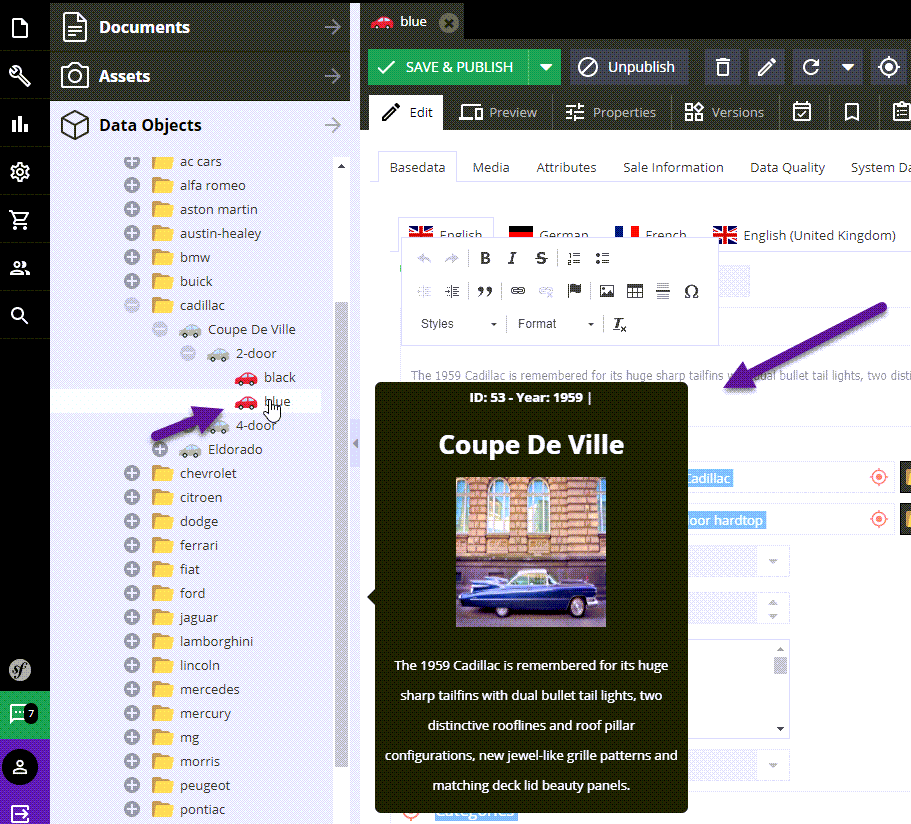 Documents
Assets
Data Objects
ac cars
alfa romeo
aston martin
austin-healey
bmw
buick
cadillac
Coupe De Ville
2-door
black
blue
4-door
Eldorado
chevrolet
citroen
dodge
ferrari
fiat
ford
jaguar
lamborghini
lincoln
mercedes
mercury
mg
morris
peugeot
pontiac
sf
7
blue
SAVE & PUBLISH
Unpublish
Edit
Preview
Properties
Versions
Basedata
Media
Attributes
Sale Information
Data Quality
System Da
English
German
French
English (United Kingdom)
B I S
Ω
Styles
Format
The 1959 Cadillac is remembered for its huge sharp tailfins with dual bullet tail lights, two disti
ID: 53 - Year: 1959 |
Coupe De Ville
The 1959 Cadillac is remembered for its huge
sharp tailfins with dual bullet tail lights, two
distinctive rooflines and roof pillar
configurations, new jewel-like grille patterns and
matching deck lid beauty panels.
Cadillac
oor hardtop
Categories